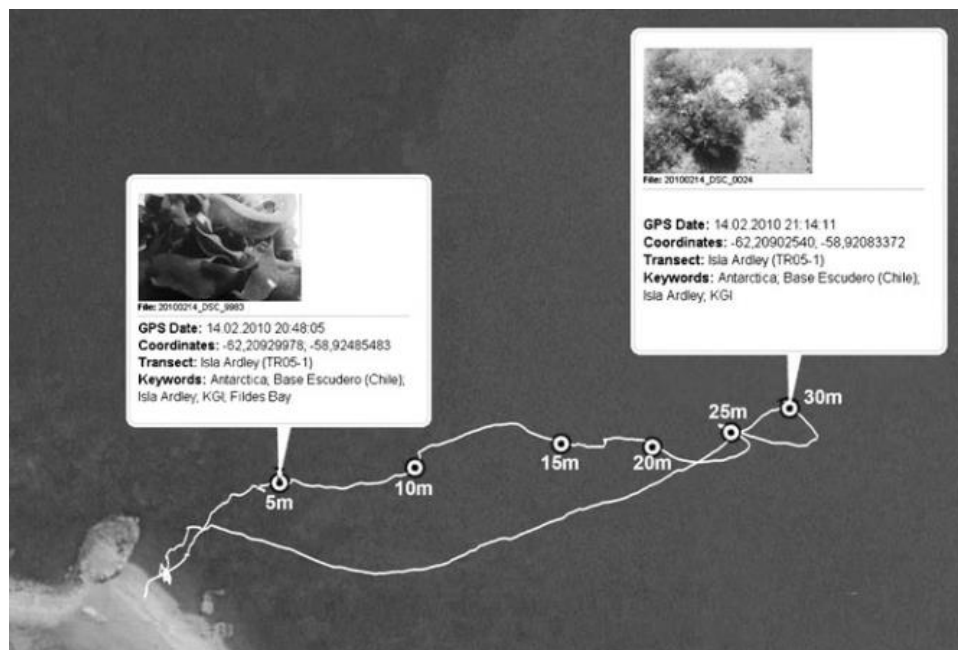 File: 20100214_DSC_0024
GPS Date: 14.02.2010 21:14:11
Coordinates: -62,20902540, -58,92083372
Transect: Isla Ardley (TR05-1)
Keywords: Antarctica; Base Escudero (Chile);
Isla Ardley; KGI
File: 20100214_DSC_9983
GPS Date: 14.02.2010 20:48:05
Coordinates: -62,20929978; -58,92485483
Transect: Isla Ardley (TR05-1)
Keywords: Antarctica; Base Escudero (Chile);
Isla Ardley; KGI; Fildes Bay
5m
10m
15m
20m
25m
30m